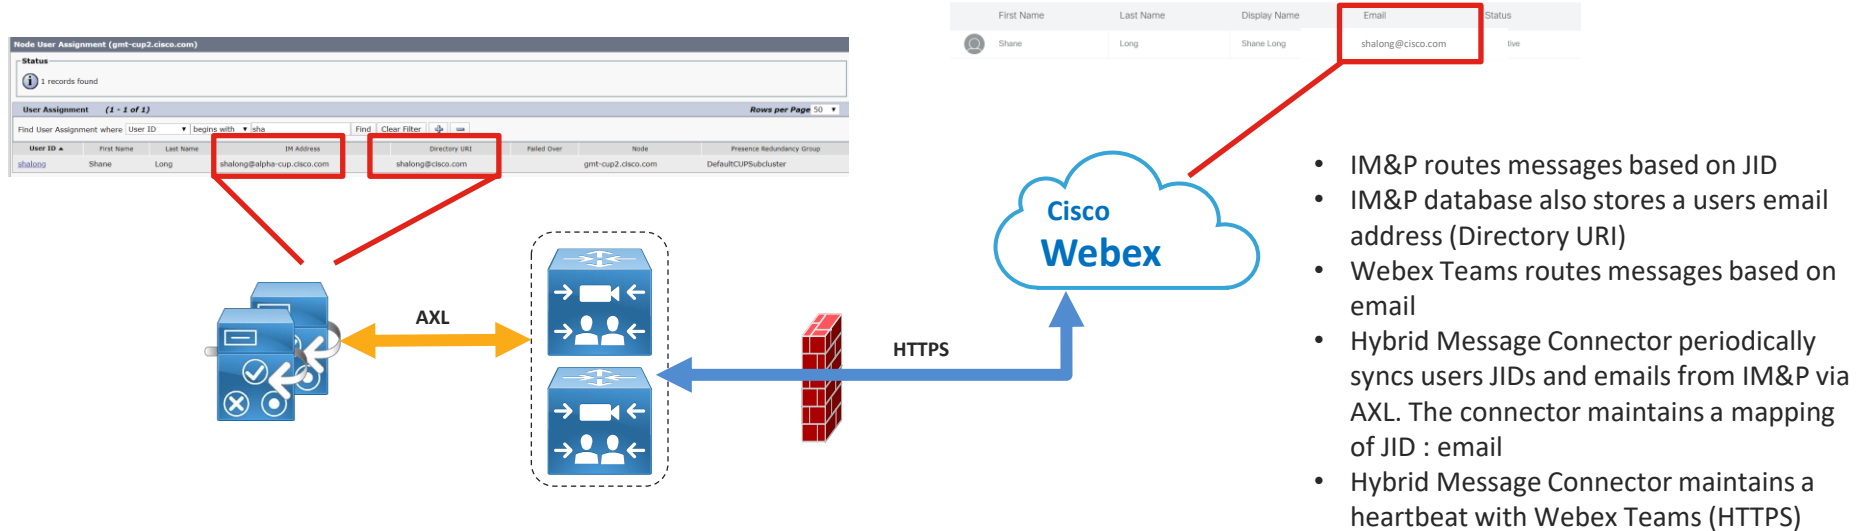 Node User Assignment (gmt-cup2.cisco.com)
Status
1 records found
User Assignment (1 - 1 of 1) Rows per Page 50
Find User Assignment where User ID begins with sha Find Clear Filter
User ID First Name Last Name IM Address Directory URI Failed Over Node Presence Redundancy Group
shalong Shane Long shalong@alpha-cup.cisco.com shalong@cisco.com gmt-cup2.cisco.com DefaultCUPSubcluster
First Name Last Name Display Name Email Status
Shane Long Shane Long shalong@cisco.com tive
Cisco
Webex
AXL
HTTPS
• IM&P routes messages based on JID
• IM&P database also stores a users email
address (Directory URI)
• Webex Teams routes messages based on
email
• Hybrid Message Connector periodically
syncs users JIDs and emails from IM&P via
AXL. The connector maintains a mapping
of JID : email
• Hybrid Message Connector maintains a
heartbeat with Webex Teams (HTTPS)